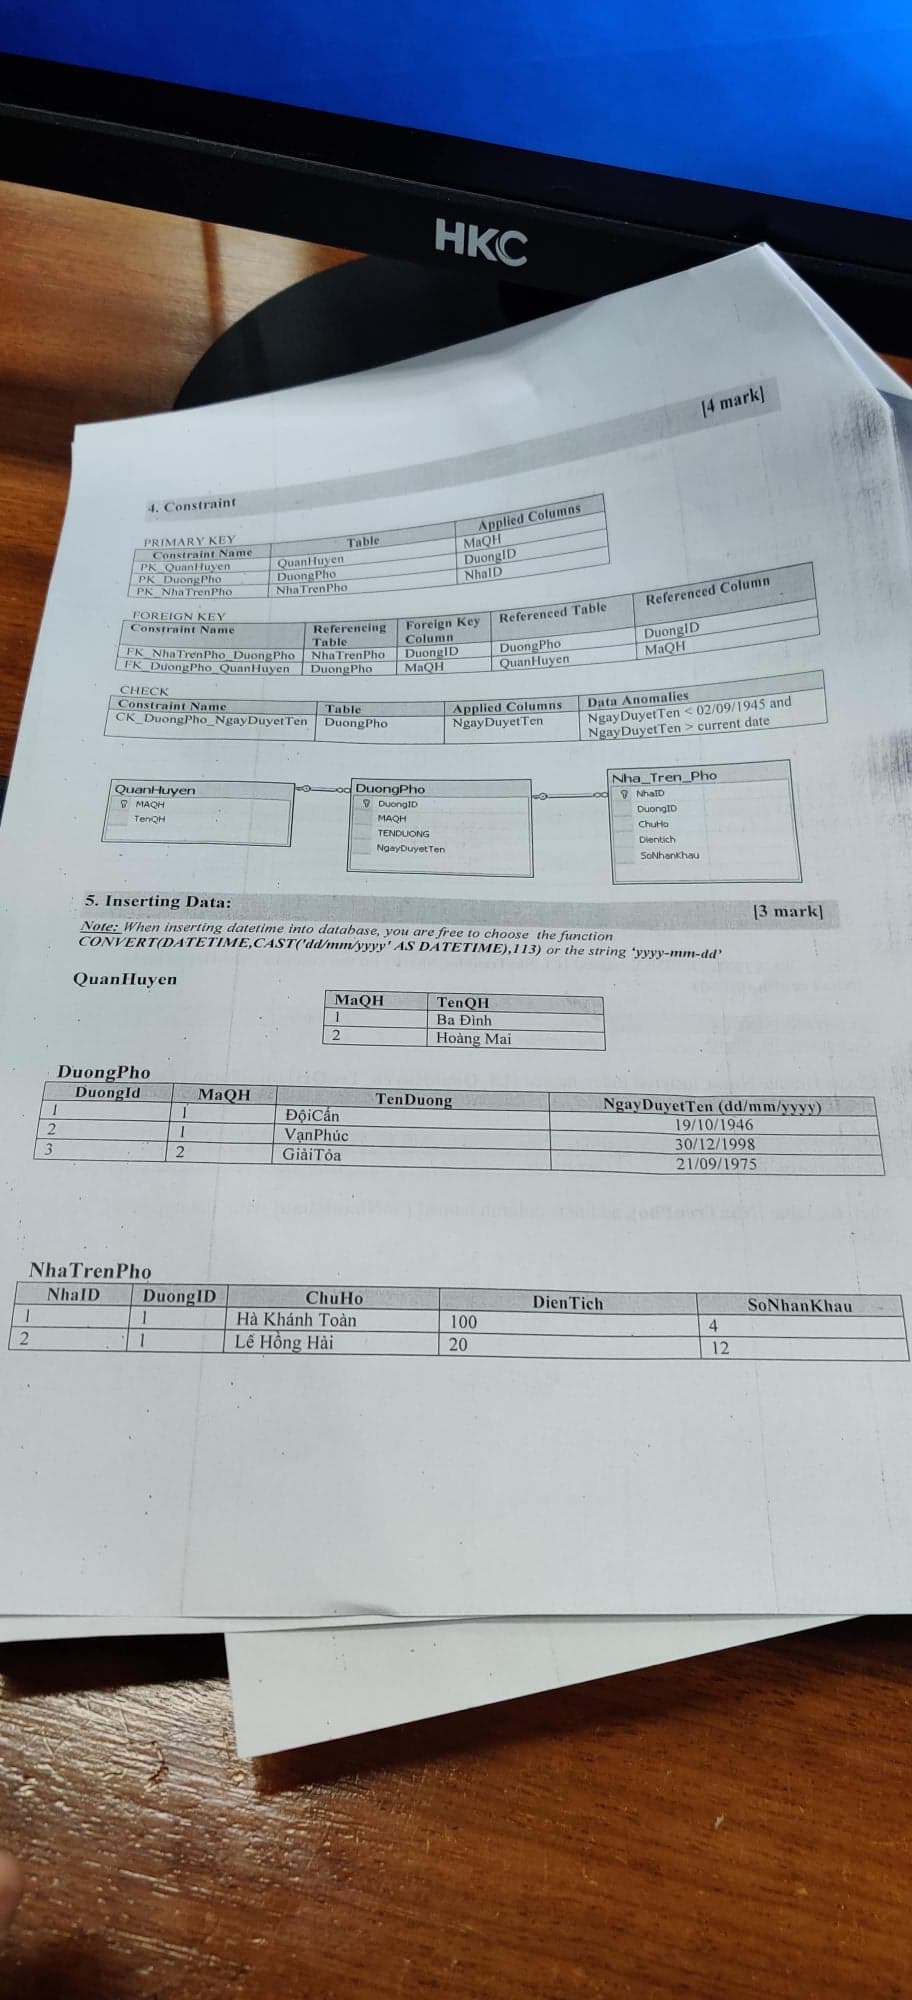 HKC
[4 mark]
4. Constraint
PRIMARY KEY
Constraint Name Table Applied Columns
PK_QuanHuyen QuanHuyen MaQH
PK_DuongPho DuongPho DuongID
PK_NhaTrenPho NhaTrenPho NhaID
FOREIGN KEY
Constraint Name Referencing Table Foreign Key Column Referenced Table Referenced Column
FK_NhaTrenPho_DuongPho NhaTrenPho DuongID DuongPho DuongID
FK_DuongPho_QuanHuyen DuongPho MaQH QuanHuyen MaQH
CHECK
Constraint Name Table Applied Columns Data Anomalies
CK_DuongPho_NgayDuyetTen DuongPho NgayDuyetTen NgayDuyetTen < 02/09/1945 and
NgayDuyetTen > current date
QuanHuyen
MAQH
TenQH
DuongPho
DuongID
MAQH
TENDUONG
NgayDuyetTen
Nha_Tren_Pho
NhaID
DuongID
ChuHo
Dientich
SoNhanKhau
5. Inserting Data: [3 mark]
Note: When inserting datetime into database, you are free to choose the function
CONVERT(DATETIME,CAST('dd/mm/yyyy' AS DATETIME),113) or the string 'yyyy-mm-dd'
QuanHuyen
MaQH TenQH
1 Ba Đình
2 Hoàng Mai
DuongPho
DuongId MaQH TenDuong NgayDuyetTen (dd/mm/yyyy)
1 1 ĐộiCấn 19/10/1946
2 1 VạnPhúc 30/12/1998
3 2 GiảiTỏa 21/09/1975
NhaTrenPho
NhaID DuongID ChuHo DienTich SoNhanKhau
1 1 Hà Khánh Toàn 100 4
2 1 Lê Hồng Hải 20 12